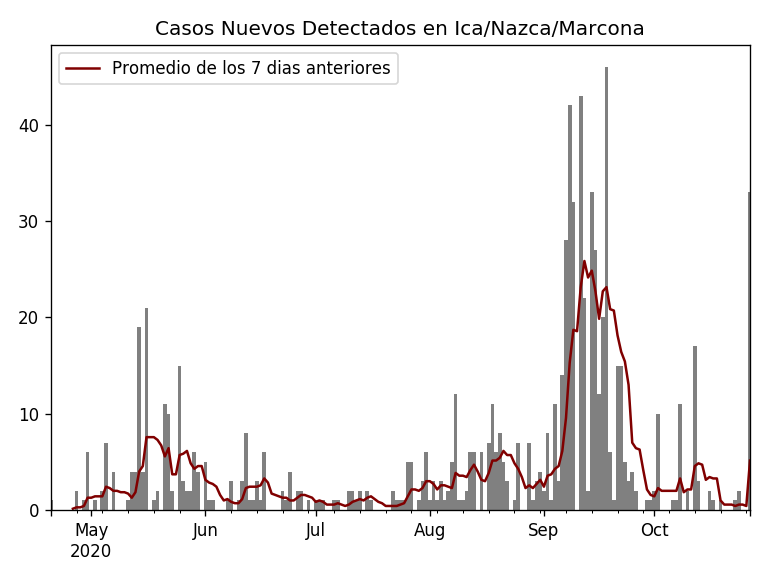 Casos Nuevos Detectados en Ica/Nazca/Marcona
Promedio de los 7 dias anteriores
40
30
20
10
0
May Jun Jul Aug Sep Oct
2020